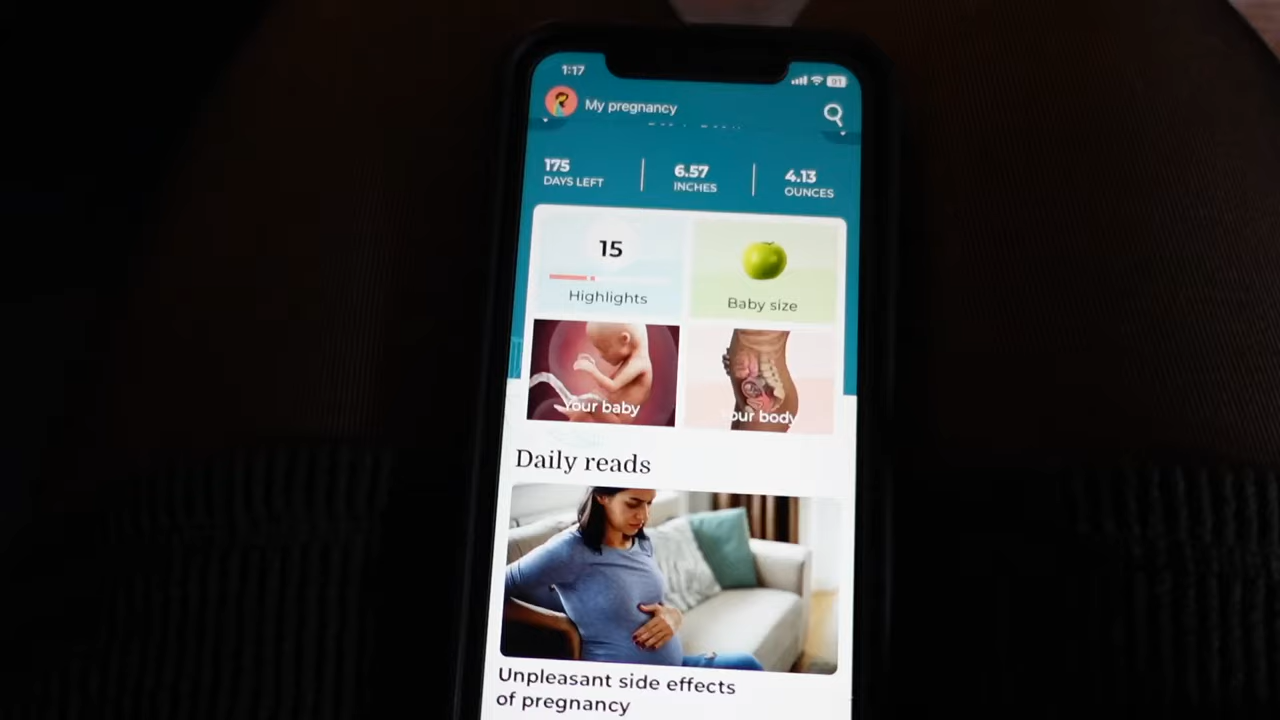 1:17
91
My pregnancy
175
DAYS LEFT
6.57
INCHES
4.13
OUNCES
15
Highlights
Baby size
Your baby
Your body
Daily reads
Unpleasant side effects
of pregnancy